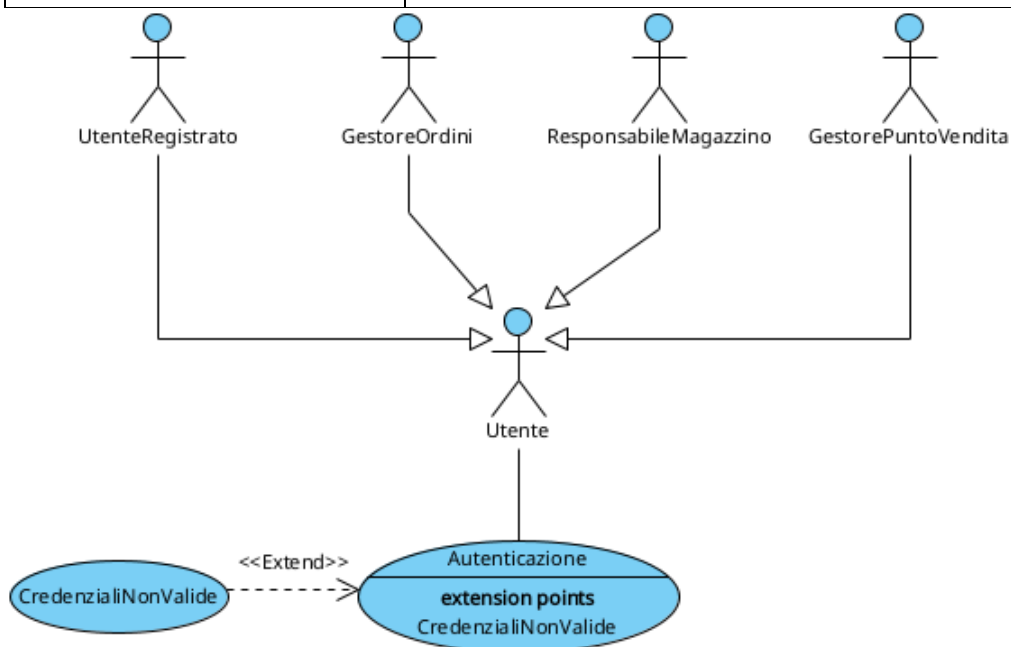 UtenteRegistrato
GestoreOrdini
ResponsabileMagazzino
GestorePuntoVendita
Utente
<<Extend>>
CredenzialiNonValide
Autenticazione
extension points
CredenzialiNonValide